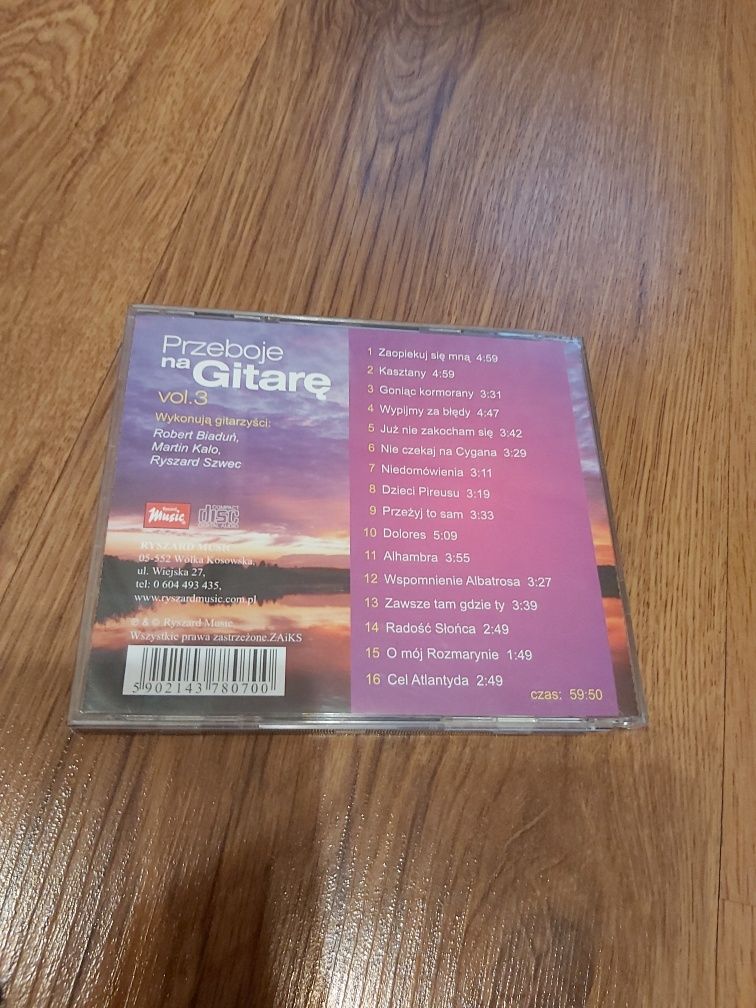 Przeboje
na Gitarę
vol.3
Wykonują gitarzyści:
Robert Biaduń,
Martin Kalo,
Ryszard Szwec
Music
COMPACT
disc
DIGITAL AUDIO
RYSZARD MUSIC
05-552 Wólka Kosowska,
ul. Wiejska 27,
tel: 0 604 493 435,
www.ryszardmusic.com.pl
℗ & © Ryszard Music
Wszystkie prawa zastrzeżone.ZAiKS
5 902143 780700
1 Zaopiekuj się mną 4:59
2 Kasztany 4:59
3 Goniąc kormorany 3:31
4 Wypijmy za błędy 4:47
5 Już nie zakocham się 3:42
6 Nie czekaj na Cygana 3:29
7 Niedomówienia 3:11
8 Dzieci Pireusu 3:19
9 Przeżyj to sam 3:33
10 Dolores 5:09
11 Alhambra 3:55
12 Wspomnienie Albatrosa 3:27
13 Zawsze tam gdzie ty 3:39
14 Radość Słońca 2:49
15 O mój Rozmarynie 1:49
16 Cel Atlantyda 2:49
czas: 59:50